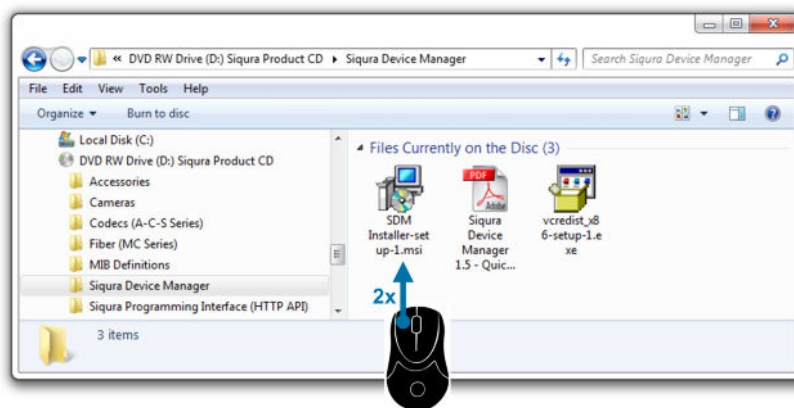 « DVD RW Drive (D:) Siqura Product CD ▸ Siqura Device Manager
Search Siqura Device Manager
File Edit View Tools Help
Organize Burn to disc
Local Disk (C:)
DVD RW Drive (D:) Siqura Product CD
Accessories
Cameras
Codecs (A-C-S Series)
Fiber (MC Series)
MIB Definitions
Siqura Device Manager
Siqura Programming Interface (HTTP API)
Files Currently on the Disc (3)
SDM
Installer-set
up-1.msi
PDF
Adobe
Siqura
Device
Manager
1.5 - Quic...
vcredist_x8
6-setup-1.e
xe
2x
3 items